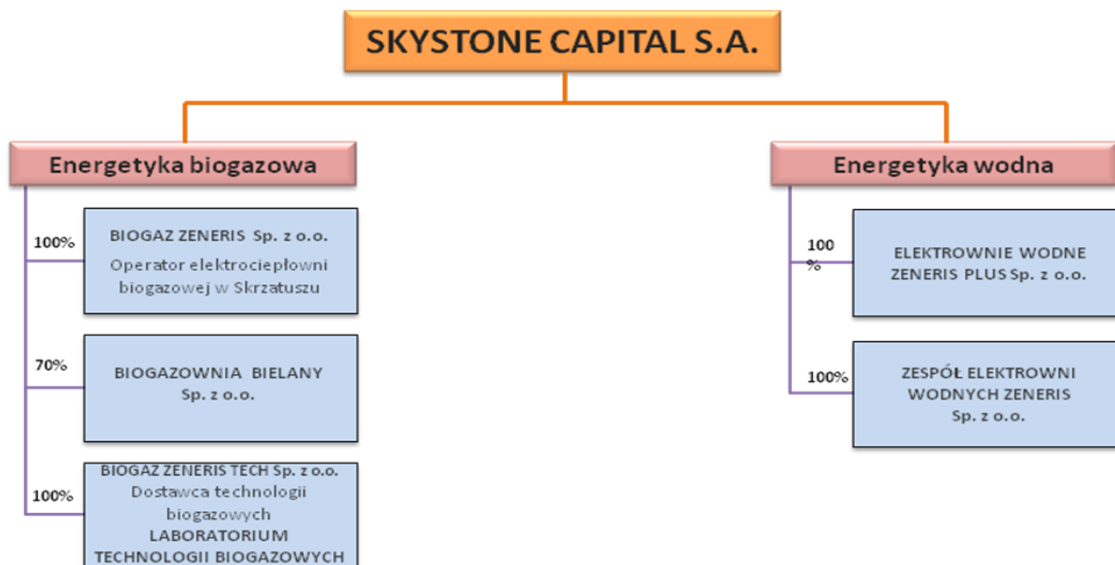 SKYSTONE CAPITAL S.A.
Energetyka biogazowa
100%
BIOGAZ ZENERIS Sp. z o.o.
Operator elektrociepłowni
biogazowej w Skrzatuszu
70%
BIOGAZOWNIA BIELANY
Sp. z o.o.
100%
BIOGAZ ZENERIS TECH Sp. z o.o.
Dostawca technologii
biogazowych
LABORATORIUM
TECHNOLOGII BIOGAZOWYCH
Energetyka wodna
100
%
ELEKTROWNIE WODNE
ZENERIS PLUS Sp. z o.o.
100%
ZESPÓŁ ELEKTROWNI
WODNYCH ZENERIS
Sp. z o.o.